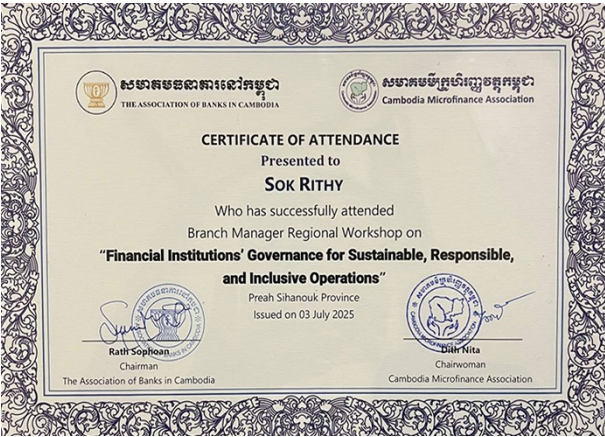 សមាគមធនាគារនៅកម្ពុជា
THE ASSOCIATION OF BANKS IN CAMBODIA
សមាគមមីក្រូហិរញ្ញវត្ថុកម្ពុជា
Cambodia Microfinance Association
CERTIFICATE OF ATTENDANCE
Presented to
SOK RITHY
Who has successfully attended
Branch Manager Regional Workshop on
“Financial Institutions’ Governance for Sustainable, Responsible,
and Inclusive Operations”
Preah Sihanouk Province
Issued on 03 July 2025
Rath Sophoan
Chairman
The Association of Banks in Cambodia
Dith Nita
Chairwoman
Cambodia Microfinance Association